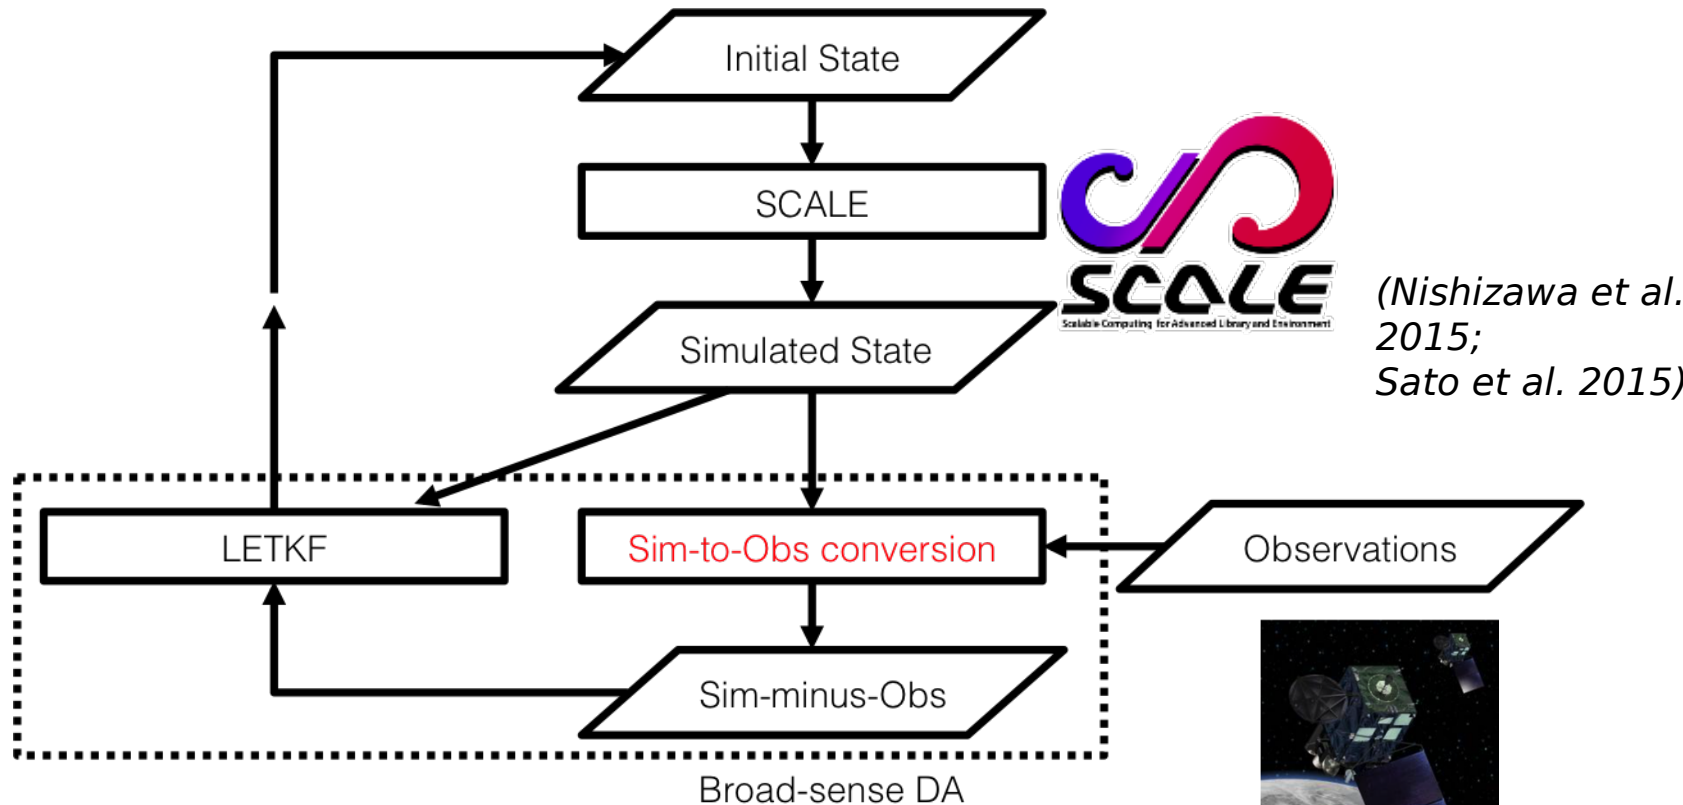 Initial State
SCALE
SCALE
Scalable Computing for Advanced Library and Environment
(Nishizawa et al.
2015;
Sato et al. 2015)
Simulated State
LETKF
Sim-to-Obs conversion
Observations
Sim-minus-Obs
Broad-sense DA